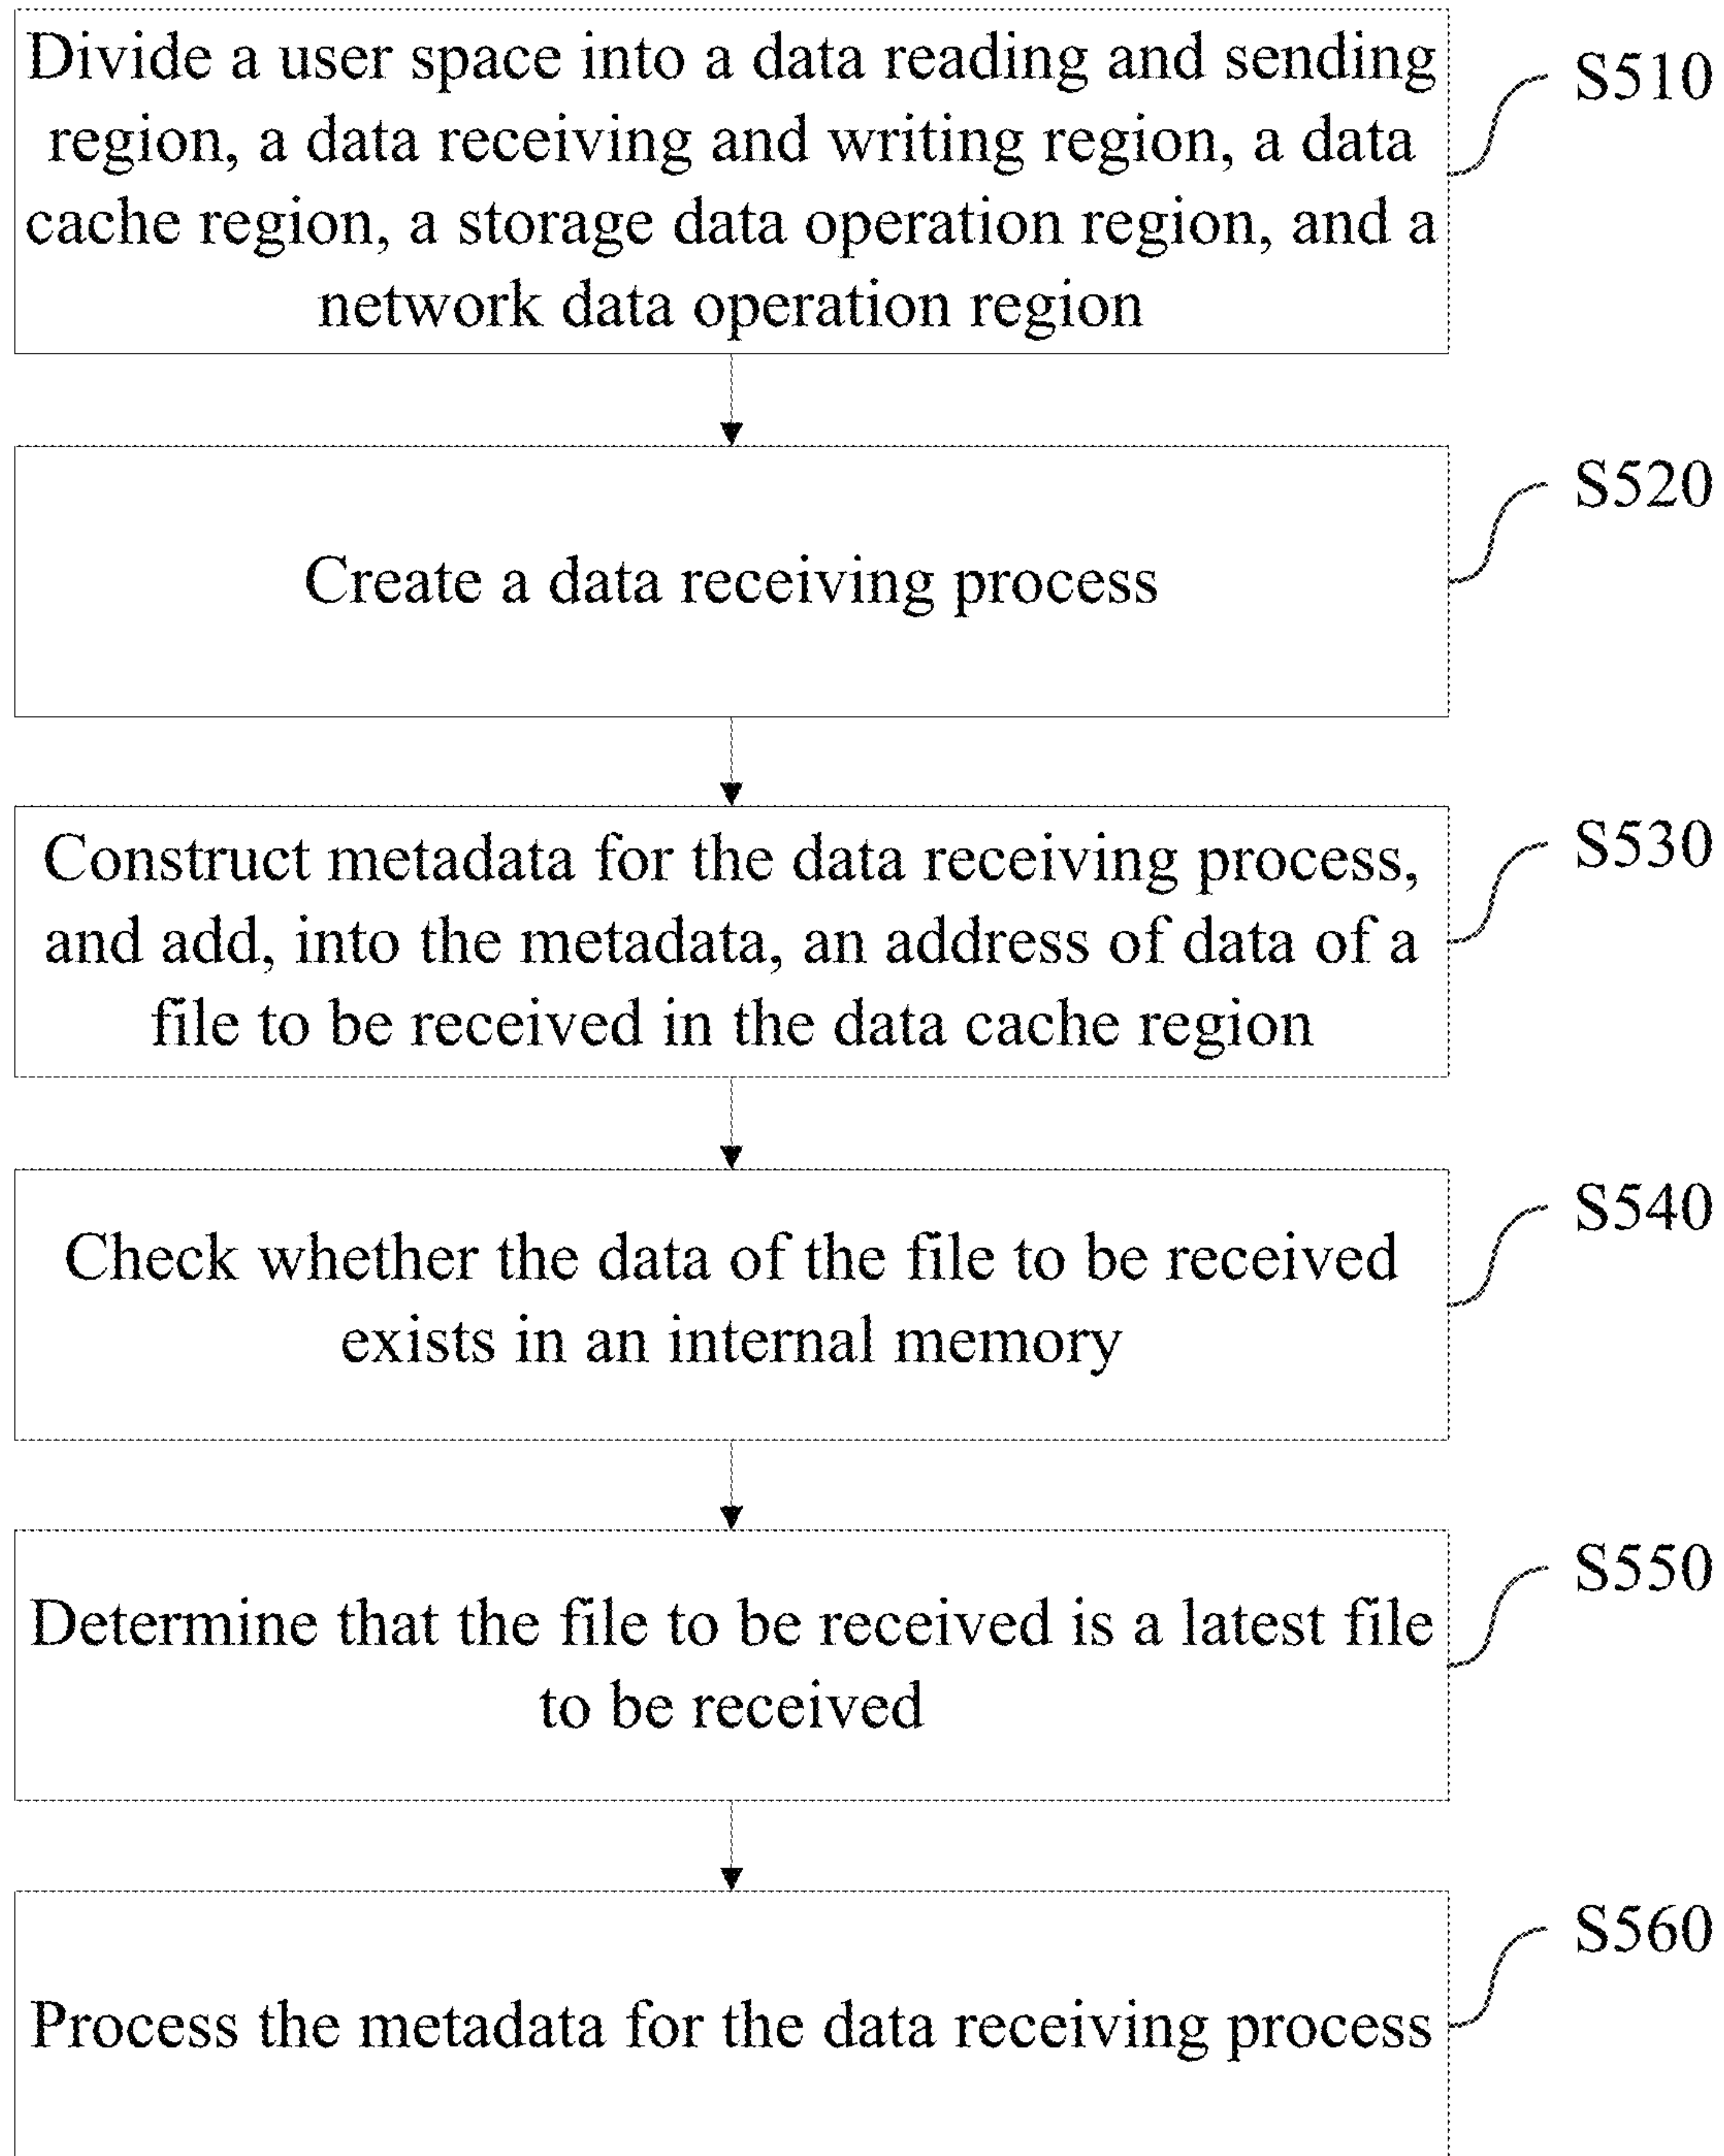 Divide a user space into a data reading and sending
region, a data receiving and writing region, a data
cache region, a storage data operation region, and a
network data operation region
S510
Create a data receiving process
S520
Construct metadata for the data receiving process,
and add, into the metadata, an address of data of a
file to be received in the data cache region
S530
Check whether the data of the file to be received
exists in an internal memory
S540
Determine that the file to be received is a latest file
to be received
S550
Process the metadata for the data receiving process
S560